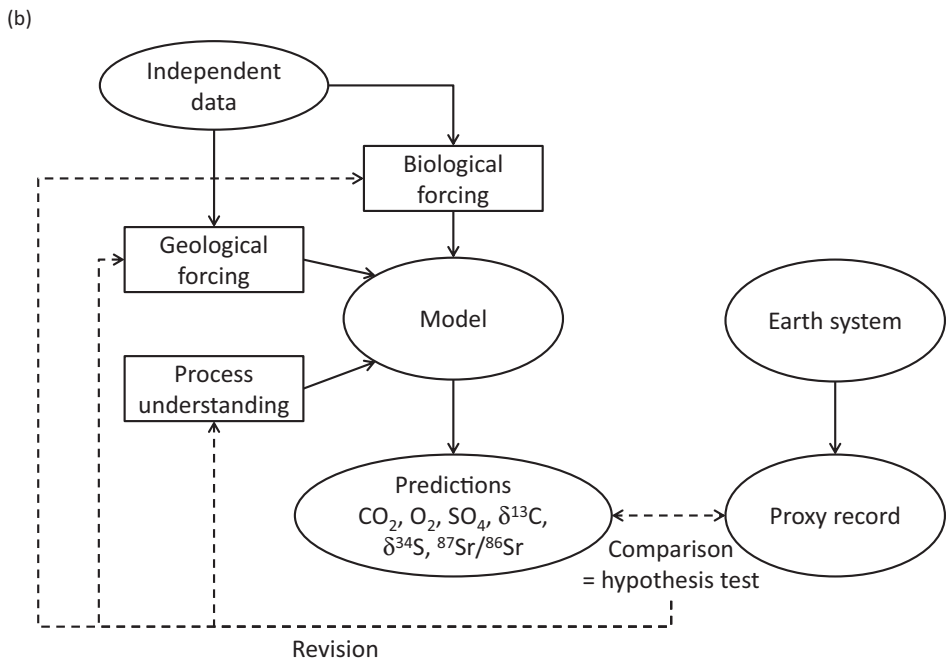 (b)
Independent
data
Biological
forcing
Geological
forcing
Model
Earth system
Process
understanding
Predictions
CO₂, O₂, SO₄, δ¹³C,
δ³⁴S, ⁸⁷Sr/⁸⁶Sr
Proxy record
Comparison
= hypothesis test
Revision